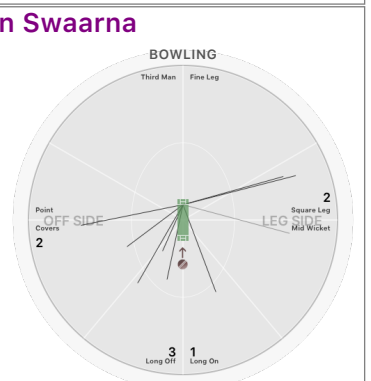 n Swaarna
BOWLING
Third Man Fine Leg
2
Point Square Leg
OFF SIDE LEG SIDE
Covers Mid Wicket
2
3 1
Long Off Long On